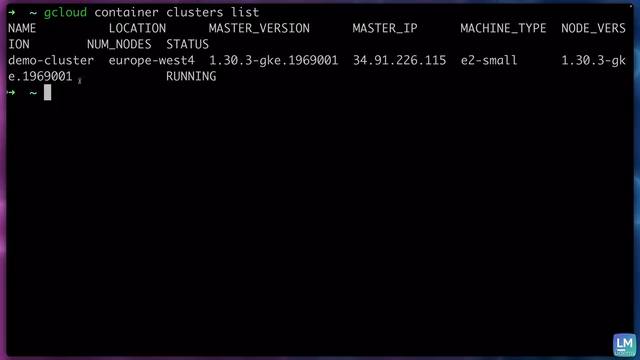 → ~ gcloud container clusters list
NAME LOCATION MASTER_VERSION MASTER_IP MACHINE_TYPE NODE_VERS
ION NUM_NODES STATUS
demo-cluster europe-west4 1.30.3-gke.1969001 34.91.226.115 e2-small 1.30.3-gk
e.1969001 RUNNING
→ ~
LM